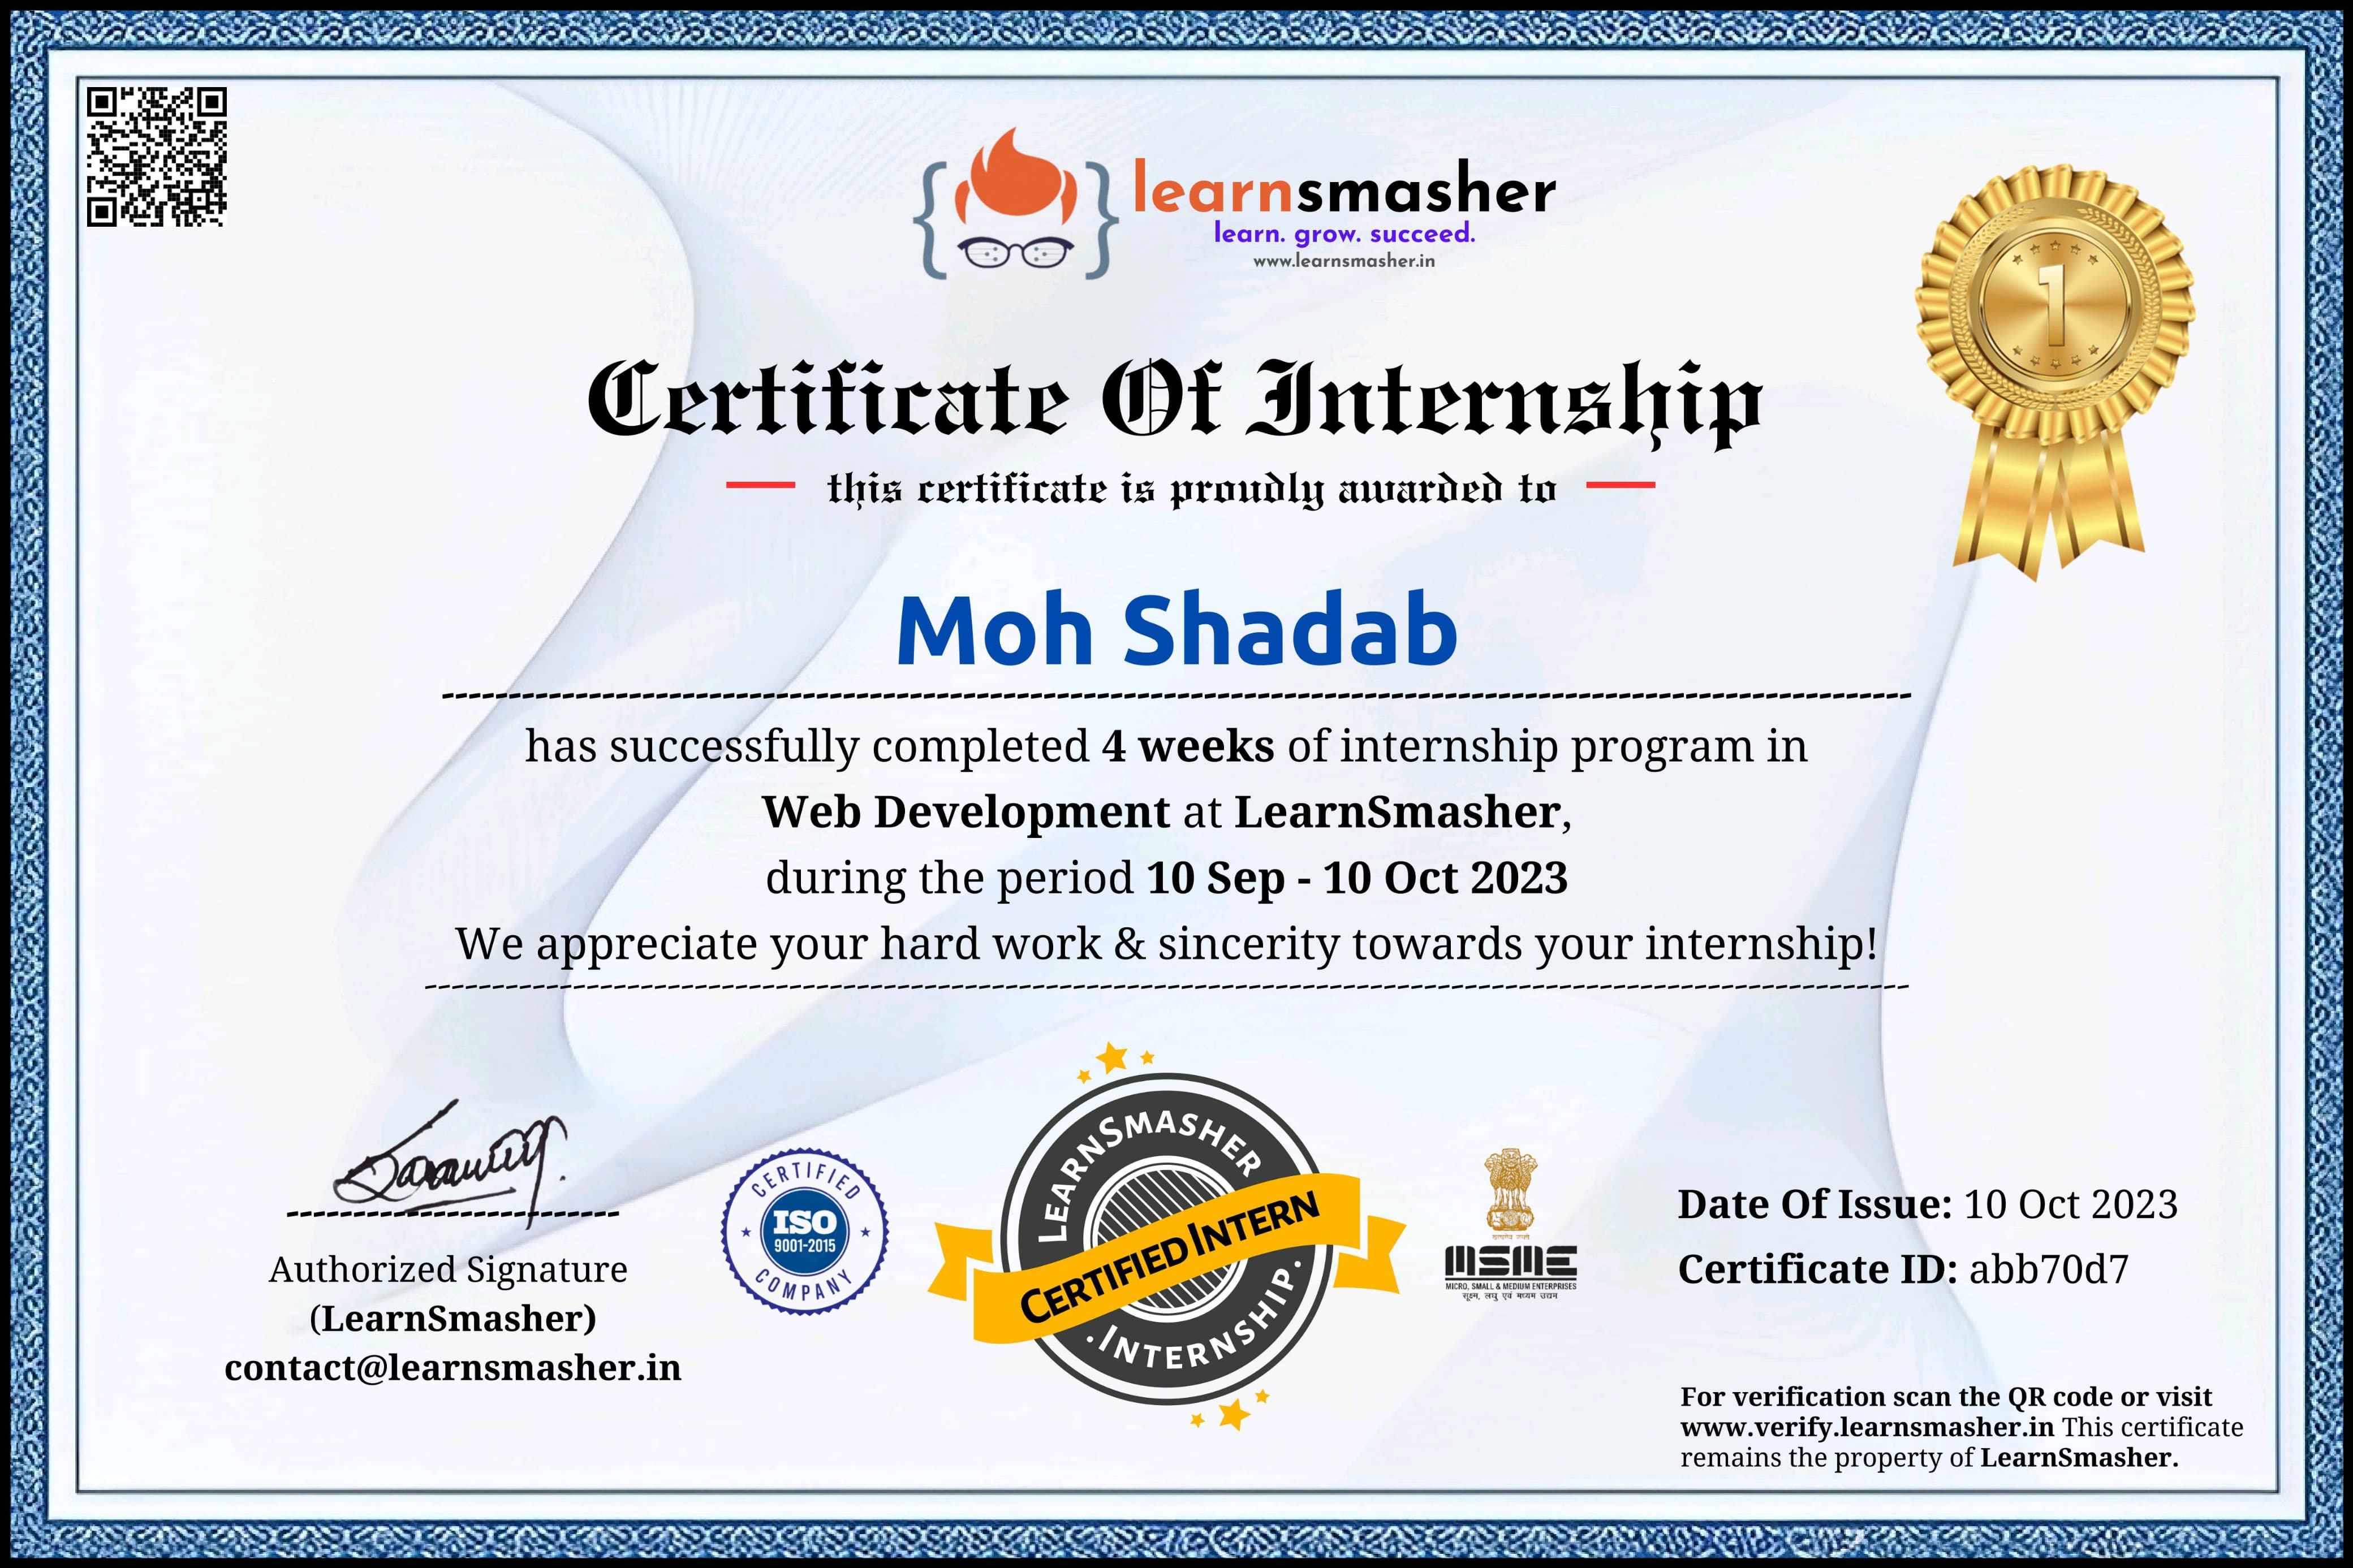 learnsmasher
learn. grow. succeed.
www.learnsmasher.in
1
Certificate Of Internship
this certificate is proudly awarded to
Moh Shadab
has successfully completed 4 weeks of internship program in
Web Development at LearnSmasher,
during the period 10 Sep - 10 Oct 2023
We appreciate your hard work & sincerity towards your internship!
Authorized Signature
(LearnSmasher)
contact@learnsmasher.in
CERTIFIED
ISO
9001-2015
COMPANY
LEARNSMASHER
CERTIFIED INTERN
.INTERNSHIP.
सत्यमेव जयते
MSME
MICRO, SMALL & MEDIUM ENTERPRISES
सूक्ष्म, लघु एवं मध्यम उद्यम
Date Of Issue: 10 Oct 2023
Certificate ID: abb70d7
For verification scan the QR code or visit
www.verify.learnsmasher.in This certificate
remains the property of LearnSmasher.